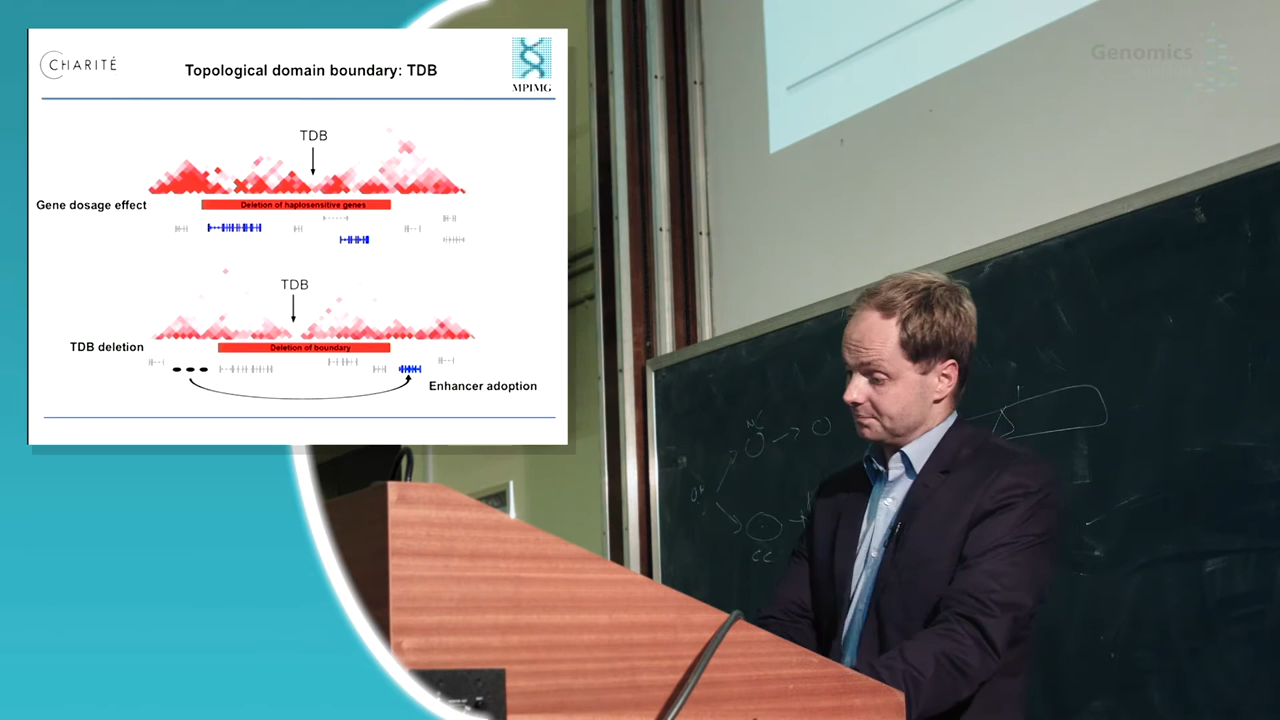 CHARITÉ
Topological domain boundary: TDB
MPIMG
TDB
Gene dosage effect
Deletion of haplosensitive genes
TDB
TDB deletion
Deletion of boundary
Enhancer adoption
Genomics
CC